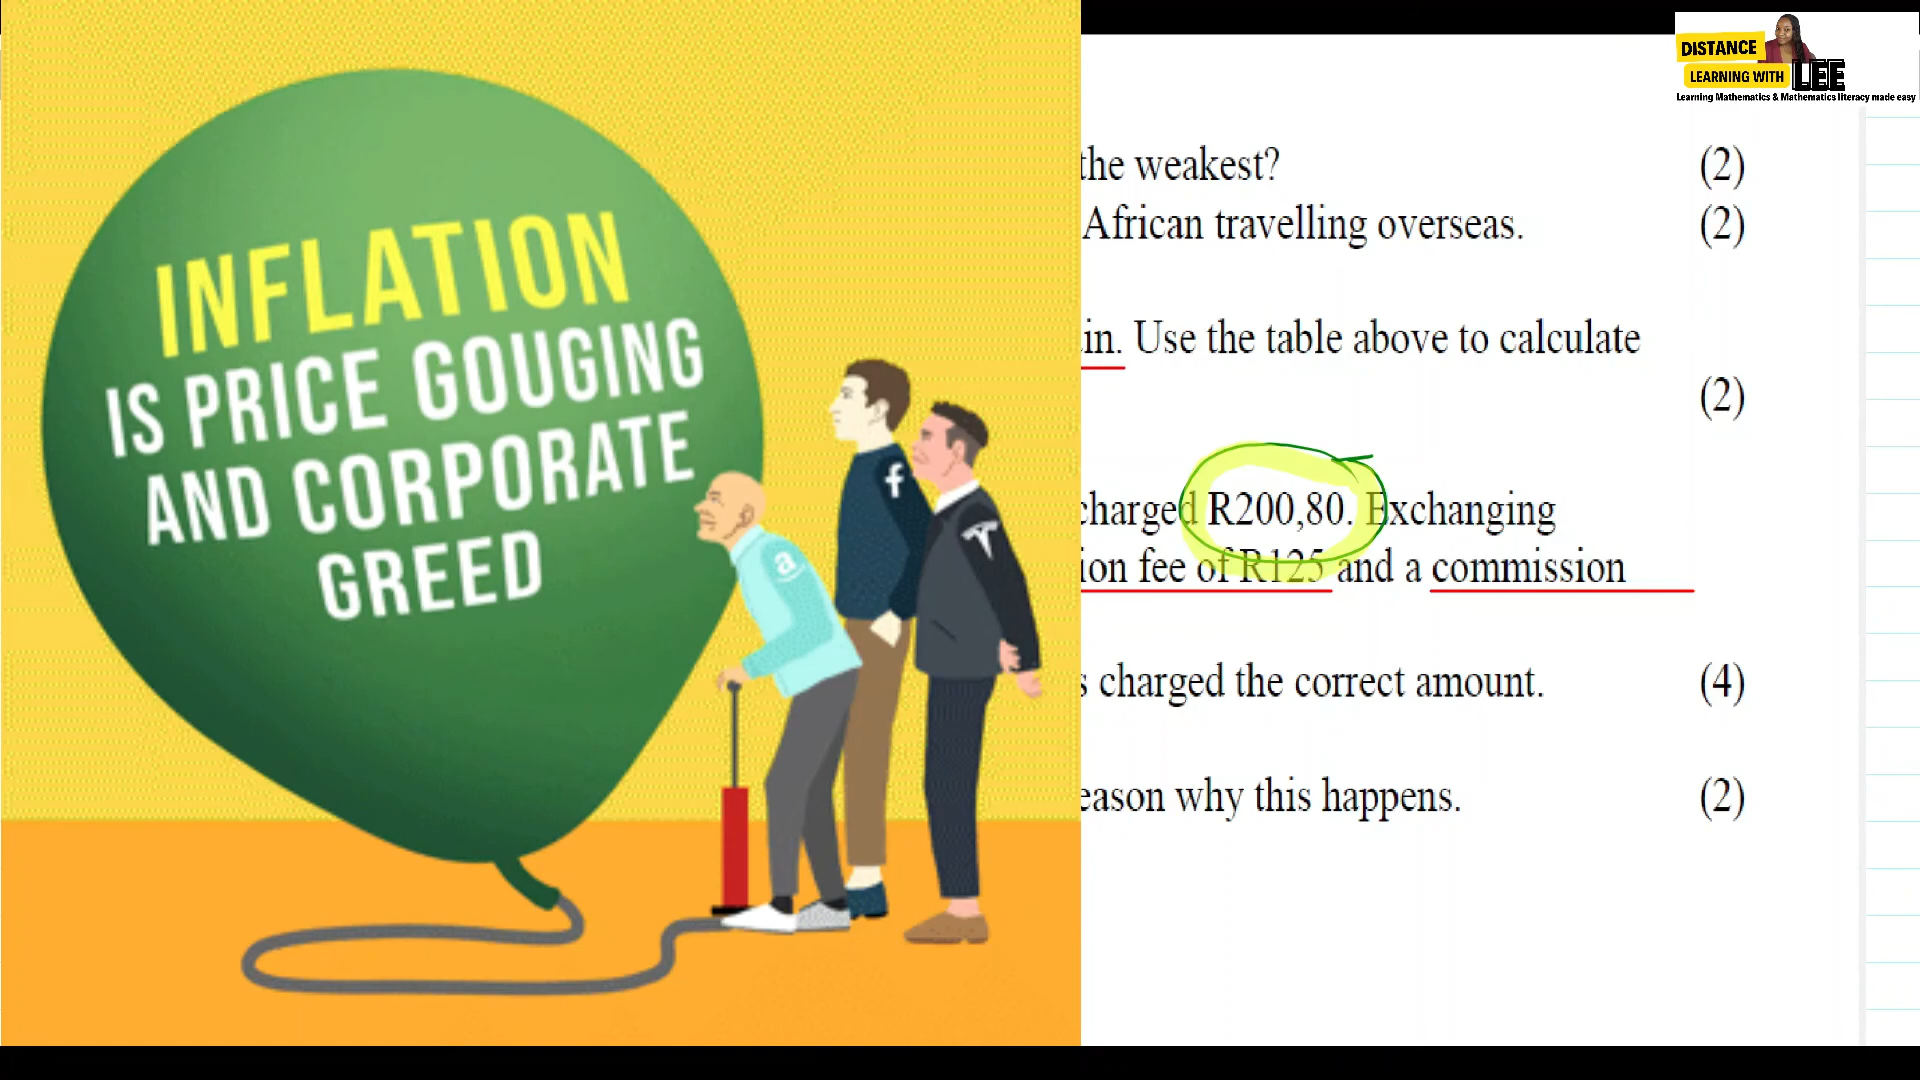 INFLATION
IS PRICE GOUGING
AND CORPORATE
GREED
f
a
DISTANCE
LEARNING WITH LEE
Learning Mathematics & Mathematics literacy made easy
the weakest? (2)
African travelling overseas. (2)
in. Use the table above to calculate
(2)
charged R200,80. Exchanging
ion fee of R125 and a commission
s charged the correct amount. (4)
eason why this happens. (2)